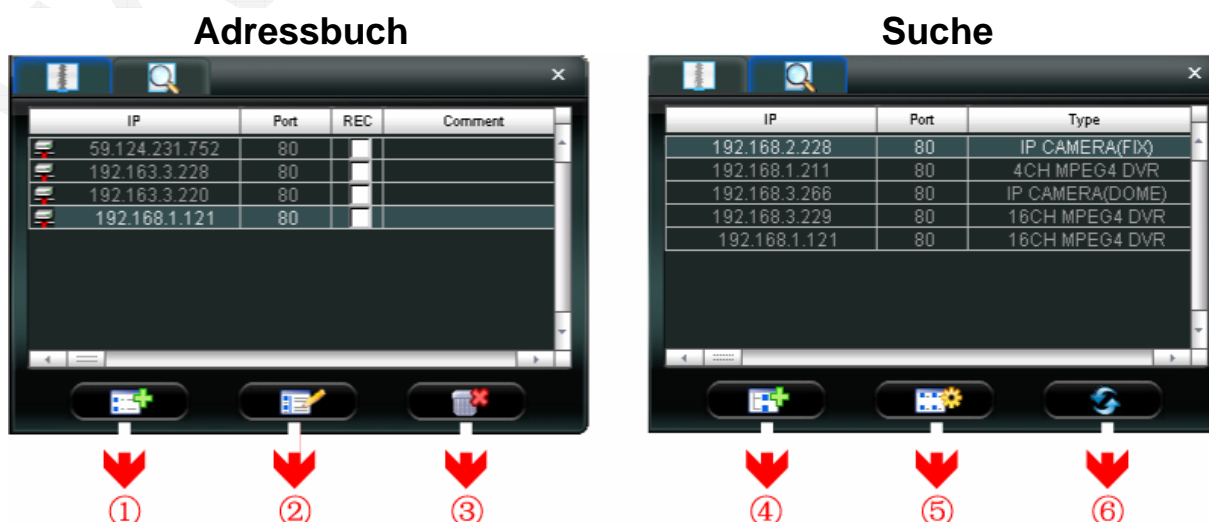 Adressbuch
IP Port REC Comment
59.124.231.752 80
192.163.3.228 80
192.163.3.220 80
192.168.1.121 80
① ② ③
Suche
IP Port Type
192.168.2.228 80 IP CAMERA(FIX)
192.168.1.211 80 4CH MPEG4 DVR
192.168.3.266 80 IP CAMERA(DOME)
192.168.3.229 80 16CH MPEG4 DVR
192.168.1.121 80 16CH MPEG4 DVR
④ ⑤ ⑥